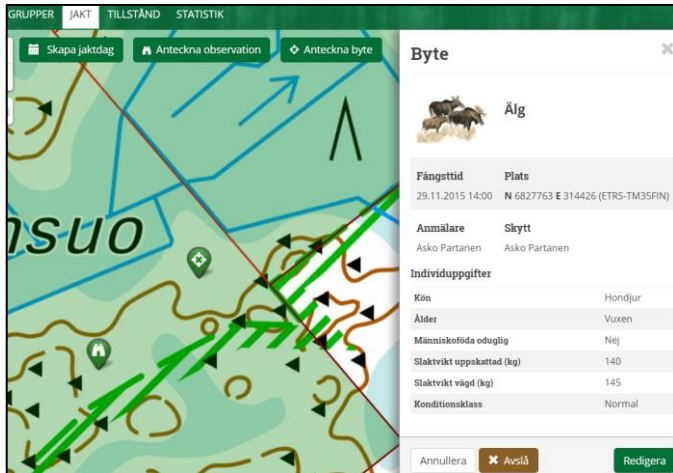 GRUPPER JAKT TILLSTÅND STATISTIK
Skapa jaktdag Anteckna observation Anteckna byte
nsuo
Byte
Älg
Fångsttid Plats
29.11.2015 14:00 N 6827763 E 314426 (ETRS-TM35FIN)
Anmälare Skytt
Asko Partanen Asko Partanen
Individuppgifter
Kön Hondjur
Ålder Vuxen
Människoföda oduglig Nej
Slaktvikt uppskattad (kg) 140
Slaktvikt vägd (kg) 145
Konditionsklass Normal
Annullera Avslå Redigera